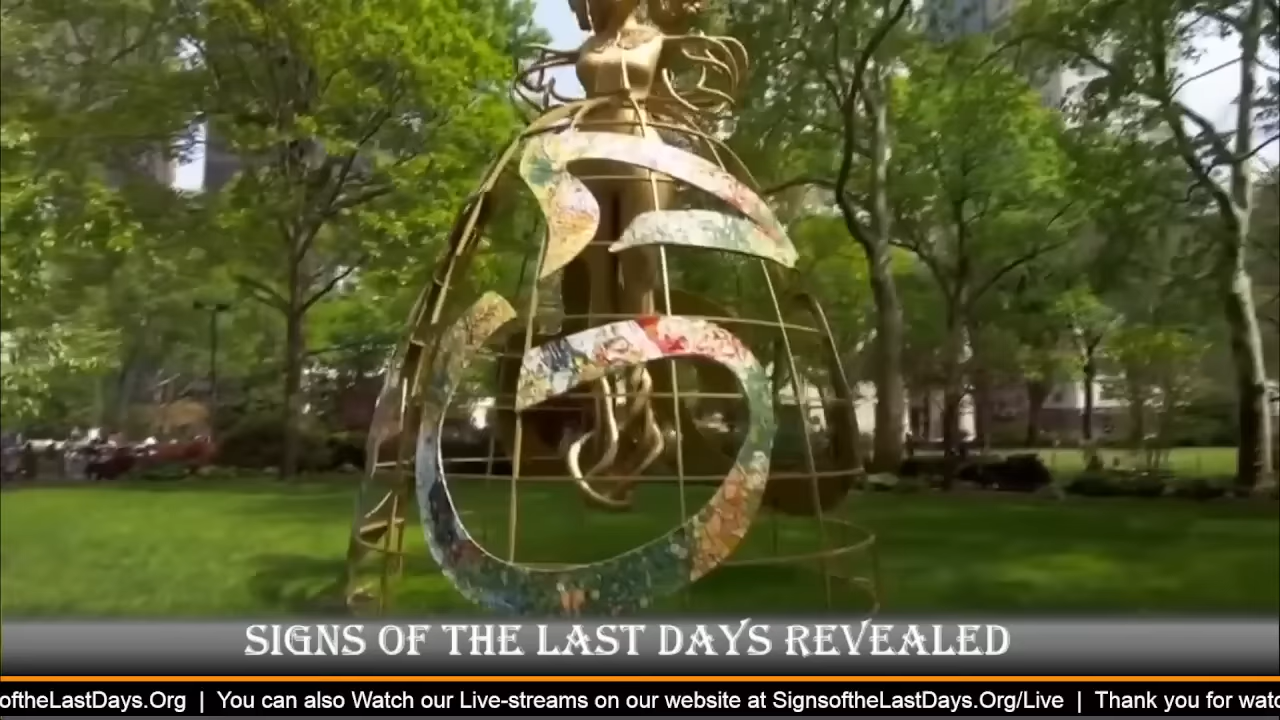 SIGNS OF THE LAST DAYS REVEALED
oftheLastDays.Org | You can also Watch our Live-streams on our website at SignsoftheLastDays.Org/Live | Thank you for wat